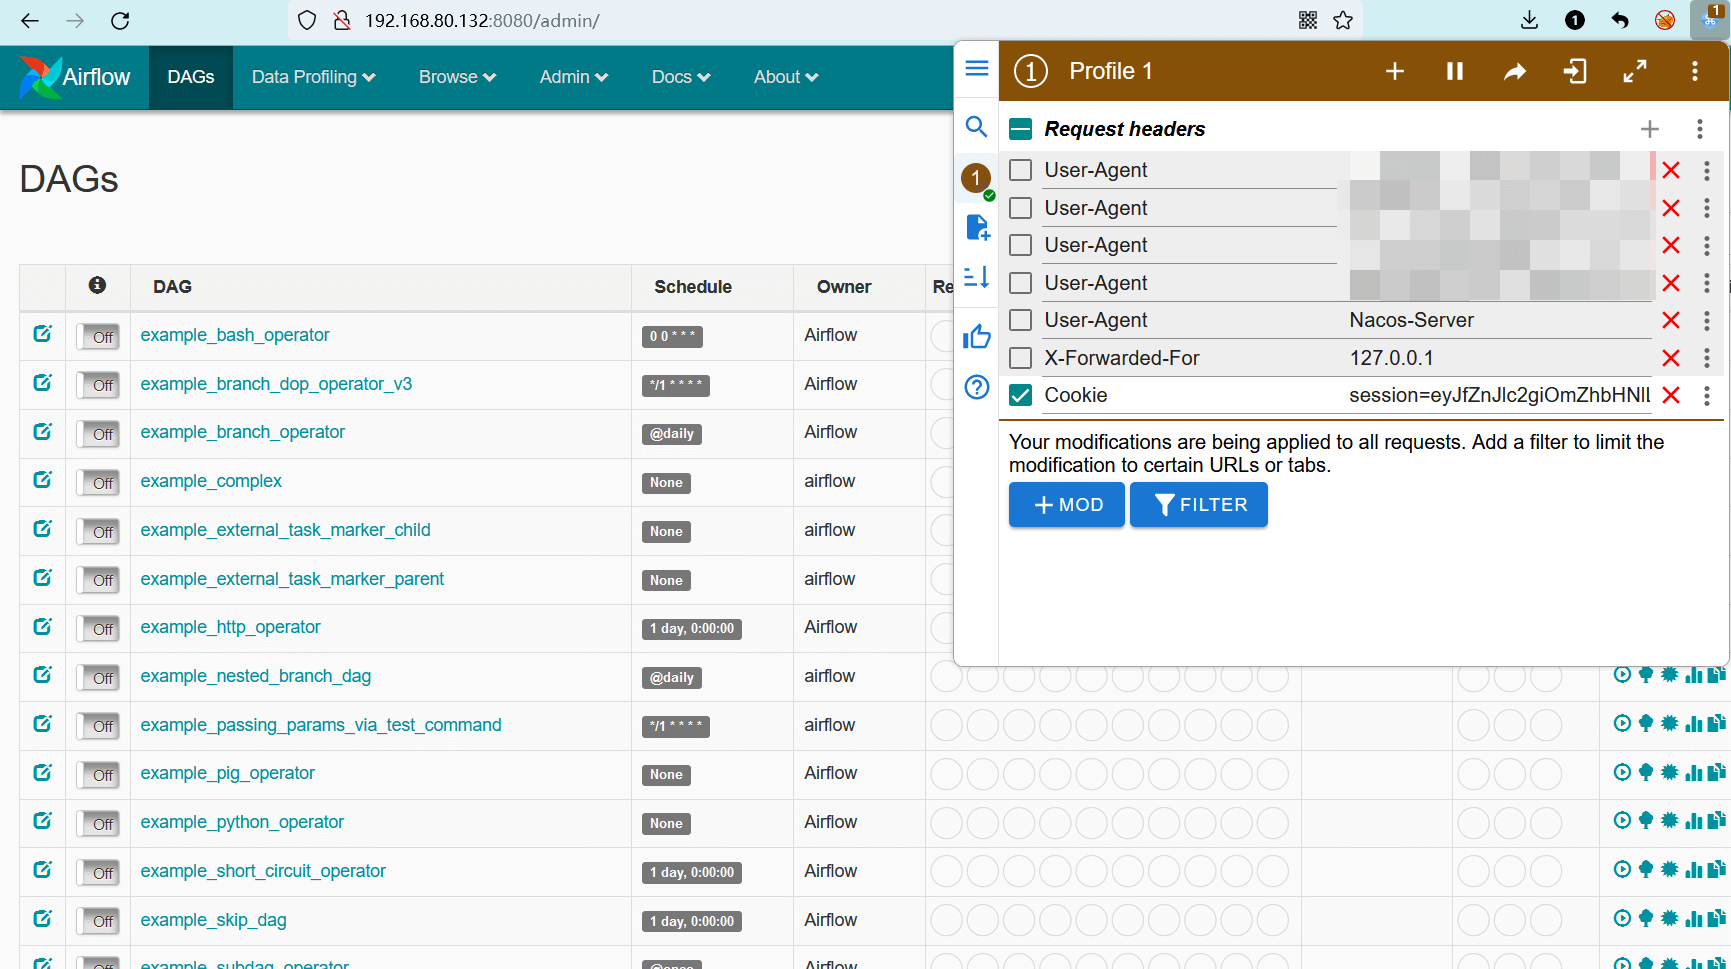 192.168.80.132:8080/admin/
1
1
Airflow
DAGs
Data Profiling
Browse
Admin
Docs
About
1 Profile 1
Request headers
1
User-Agent
User-Agent
User-Agent
User-Agent
User-Agent Nacos-Server
X-Forwarded-For 127.0.0.1
Cookie session=eyJfZnJlc2giOmZhbHNlL
Your modifications are being applied to all requests. Add a filter to limit the
modification to certain URLs or tabs.
MOD FILTER
DAGs
DAG Schedule Owner Re
Off example_bash_operator 0 0 * * * Airflow
Off example_branch_dop_operator_v3 */1 * * * * Airflow
Off example_branch_operator @daily Airflow
Off example_complex None airflow
Off example_external_task_marker_child None airflow
Off example_external_task_marker_parent None airflow
Off example_http_operator 1 day, 0:00:00 Airflow
Off example_nested_branch_dag @daily airflow
Off example_passing_params_via_test_command */1 * * * * airflow
Off example_pig_operator None Airflow
Off example_python_operator None Airflow
Off example_short_circuit_operator 1 day, 0:00:00 Airflow
Off example_skip_dag 1 day, 0:00:00 Airflow
Off example_subdag_operator @once Airflow